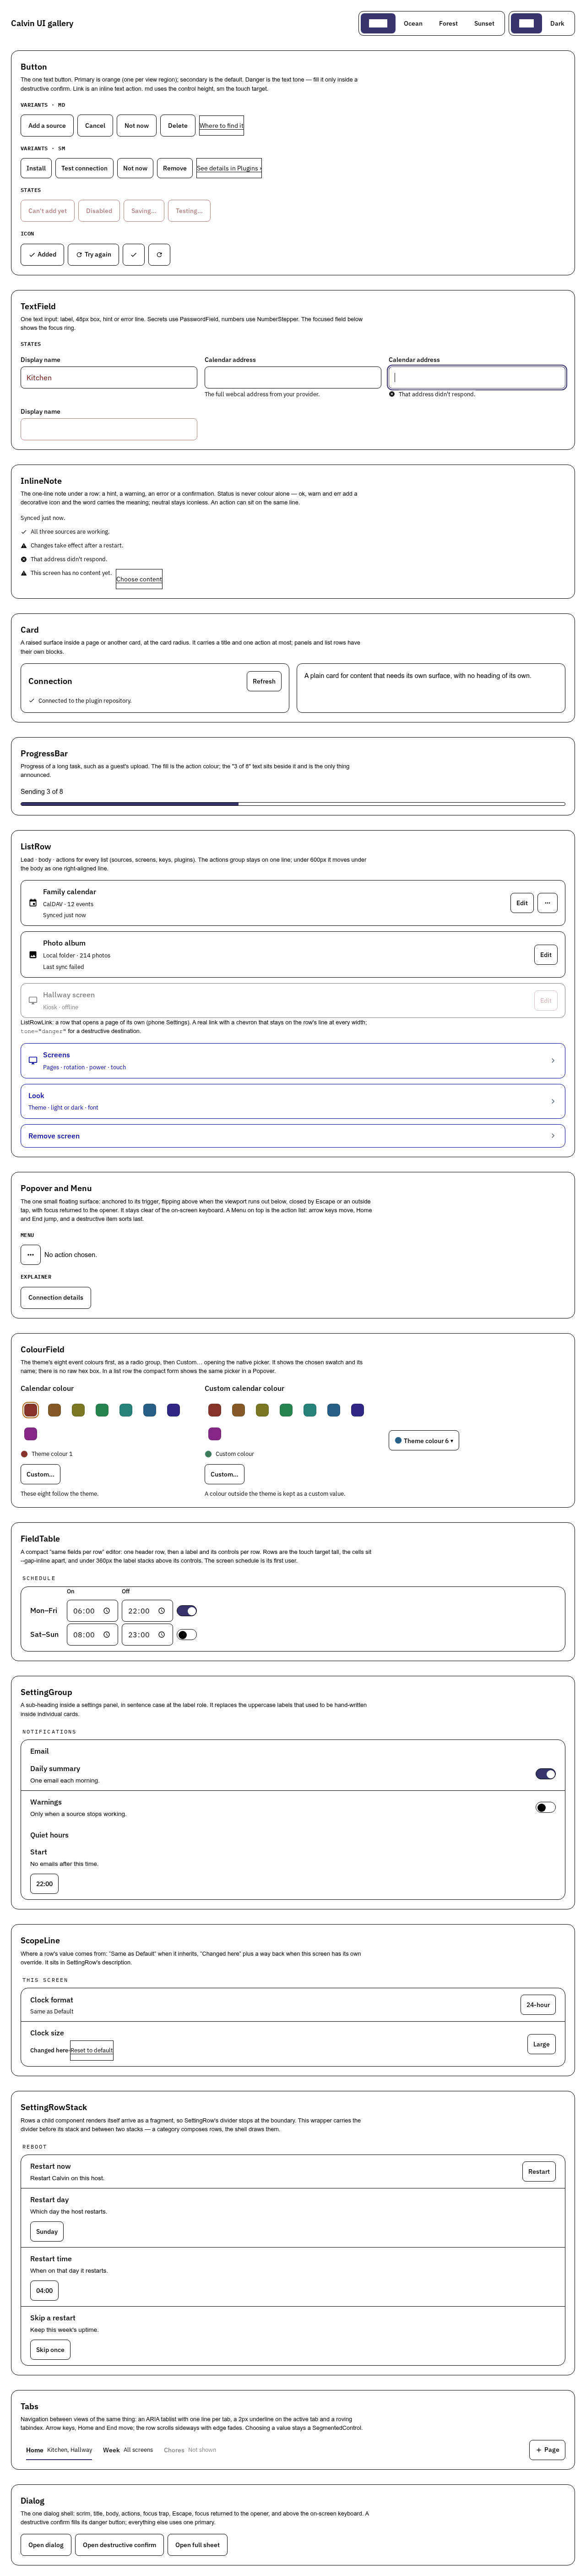 Calvin UI gallery
Ocean Forest Sunset
Dark
Button
The one text button. Primary is orange (one per view region); secondary is the default. Danger is the text tone — fill it only inside a
destructive confirm. Link is an inline text action. md uses the control height, sm the touch target.
VARIANTS · MD
Add a source Cancel Not now Delete Where to find it
VARIANTS · SM
Install Test connection Not now Remove See details in Plugins ›
STATES
Can't add yet Disabled Saving… Testing…
ICON
Added Try again
TextField
One text input: label, 48px box, hint or error line. Secrets use PasswordField, numbers use NumberStepper. The focused field below
shows the focus ring.
STATES
Display name Calendar address Calendar address
Kitchen
The full webcal address from your provider. That address didn't respond.
Display name
InlineNote
The one-line note under a row: a hint, a warning, an error or a confirmation. Status is never colour alone — ok, warn and err add a
decorative icon and the word carries the meaning; neutral stays iconless. An action can sit on the same line.
Synced just now.
All three sources are working.
Changes take effect after a restart.
That address didn't respond.
This screen has no content yet. Choose content
Card
A raised surface inside a page or another card, at the card radius. It carries a title and one action at most; panels and list rows have
their own blocks.
Connection Refresh
Connected to the plugin repository.
A plain card for content that needs its own surface, with no heading of its own.
ProgressBar
Progress of a long task, such as a guest's upload. The fill is the action colour; the "3 of 8" text sits beside it and is the only thing
announced.
Sending 3 of 8
ListRow
Lead · body · actions for every list (sources, screens, keys, plugins). The actions group stays on one line; under 600px it moves under
the body as one right-aligned line.
Family calendar
CalDAV · 12 events
Synced just now
Edit
Photo album
Local folder · 214 photos
Last sync failed
Edit
Hallway screen
Kiosk · offline
Edit
ListRowLink: a row that opens a page of its own (phone Settings). A real link with a chevron that stays on the row's line at every width;
tone="danger" for a destructive destination.
Screens
Pages · rotation · power · touch
Look
Theme · light or dark · font
Remove screen
Popover and Menu
The one small floating surface: anchored to its trigger, flipping above when the viewport runs out below, closed by Escape or an outside
tap, with focus returned to the opener. It stays clear of the on-screen keyboard. A Menu on top is the action list: arrow keys move, Home
and End jump, and a destructive item sorts last.
MENU
No action chosen.
EXPLAINER
Connection details
ColourField
The theme's eight event colours first, as a radio group, then Custom… opening the native picker. It shows the chosen swatch and its
name; there is no raw hex box. In a list row the compact form shows the same picker in a Popover.
Calendar colour Custom calendar colour
Theme colour 6 ▾
Theme colour 1 Custom colour
Custom… Custom…
These eight follow the theme. A colour outside the theme is kept as a custom value.
FieldTable
A compact "same fields per row" editor: one header row, then a label and its controls per row. Rows are the touch target tall, the cells sit
--gap-inline apart, and under 360px the label stacks above its controls. The screen schedule is its first user.
SCHEDULE
On Off
Mon–Fri 06:00 22:00
Sat–Sun 08:00 23:00
SettingGroup
A sub-heading inside a settings panel, in sentence case at the label role. It replaces the uppercase labels that used to be hand-written
inside individual cards.
NOTIFICATIONS
Email
Daily summary
One email each morning.
Warnings
Only when a source stops working.
Quiet hours
Start
No emails after this time.
22:00
ScopeLine
Where a row's value comes from: "Same as Default" when it inherits, "Changed here" plus a way back when this screen has its own
override. It sits in SettingRow's description.
THIS SCREEN
Clock format
Same as Default
24-hour
Clock size
Changed here·Reset to default
Large
SettingRowStack
Rows a child component renders itself arrive as a fragment, so SettingRow's divider stops at the boundary. This wrapper carries the
divider before its stack and between two stacks — a category composes rows, the shell draws them.
REBOOT
Restart now
Restart Calvin on this host.
Restart
Restart day
Which day the host restarts.
Sunday
Restart time
When on that day it restarts.
04:00
Skip a restart
Keep this week's uptime.
Skip once
Tabs
Navigation between views of the same thing: an ARIA tablist with one line per tab, a 2px underline on the active tab and a roving
tabindex. Arrow keys, Home and End move; the row scrolls sideways with edge fades. Choosing a value stays a SegmentedControl.
Home Kitchen, Hallway Week All screens Chores Not shown + Page
Dialog
The one dialog shell: scrim, title, body, actions, focus trap, Escape, focus returned to the opener, and above the on-screen keyboard. A
destructive confirm fills its danger button; everything else uses one primary.
Open dialog Open destructive confirm Open full sheet